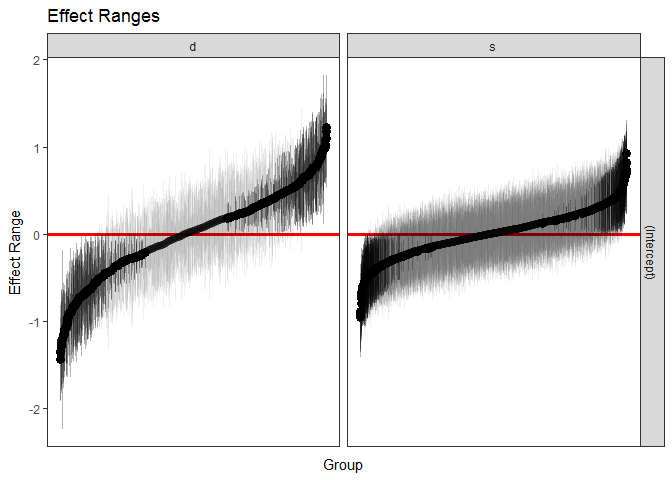 Effect Ranges
d
s
2
1
0
-1
-2
Effect Range
(Intercept)
Group